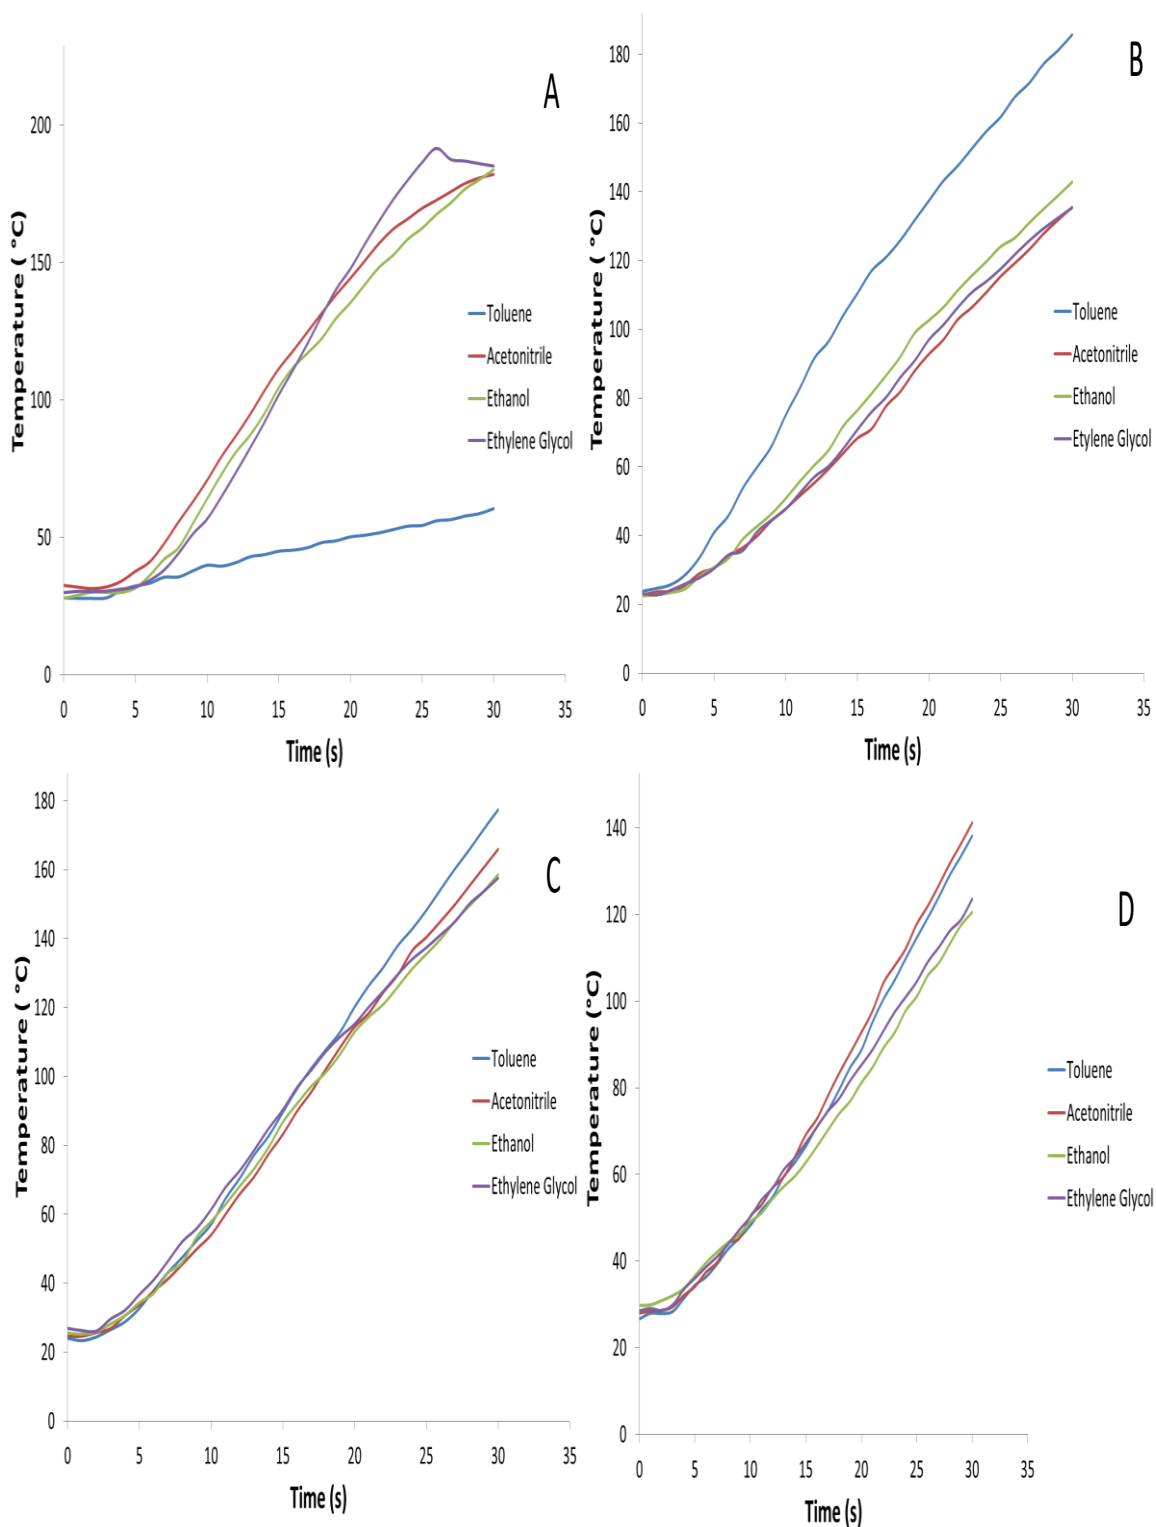 A
200
150
100
50
0
Temperature ( °C)
0 5 10 15 20 25 30 35
Time (s)
Toluene
Acetonitrile
Ethanol
Ethylene Glycol
B
180
160
140
120
100
80
60
40
20
0
Temperature ( °C)
0 5 10 15 20 25 30 35
Time (s)
Toluene
Acetonitrile
Ethanol
Etylene Glycol
C
180
160
140
120
100
80
60
40
20
0
Temperature ( °C)
0 5 10 15 20 25 30 35
Time (s)
Toluene
Acetonitrile
Ethanol
Ethylene Glycol
D
140
120
100
80
60
40
20
0
Temperature ( °C)
0 5 10 15 20 25 30 35
Time (s)
Toluene
Acetonitrile
Ethanol
Ethylene Glycol